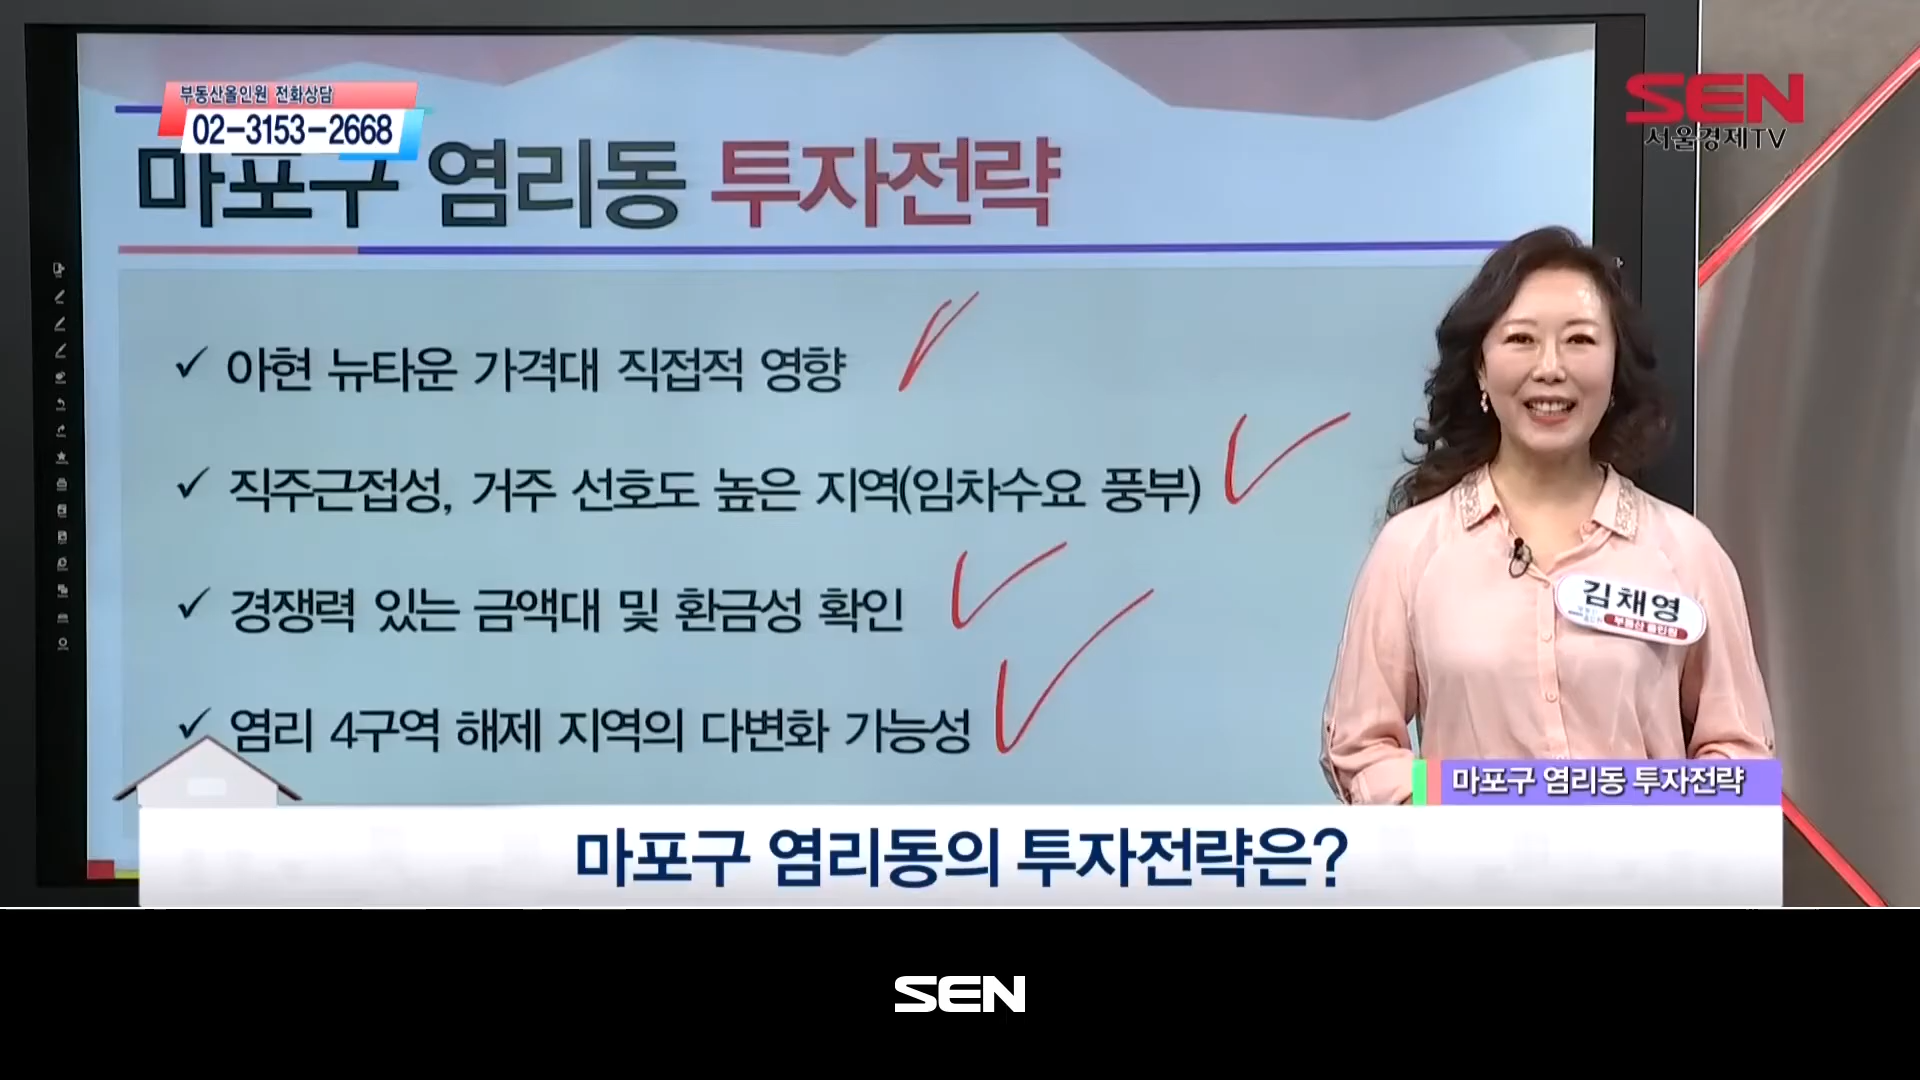 부동산올인원 전화상담
02-3153-2668
SEN
서울경제TV
마포구 염리동 투자전략
✓ 아현 뉴타운 가격대 직접적 영향
✓ 직주근접성, 거주 선호도 높은 지역(임차수요 풍부)
✓ 경쟁력 있는 금액대 및 환금성 확인
✓ 염리 4구역 해제 지역의 다변화 가능성
김채영
부동산 올인원
마포구 염리동 투자전략
마포구 염리동의 투자전략은?
SEN